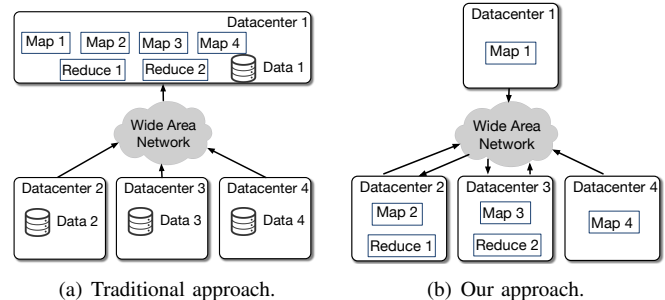 Datacenter 1
Map 1 Map 2 Map 3 Map 4
Reduce 1 Reduce 2 Data 1
Wide Area
Network
Datacenter 2 Datacenter 3 Datacenter 4
Data 2 Data 3 Data 4
(a) Traditional approach.
Datacenter 1
Map 1
Wide Area
Network
Datacenter 2 Datacenter 3 Datacenter 4
Map 2 Map 3 Map 4
Reduce 1 Reduce 2
(b) Our approach.